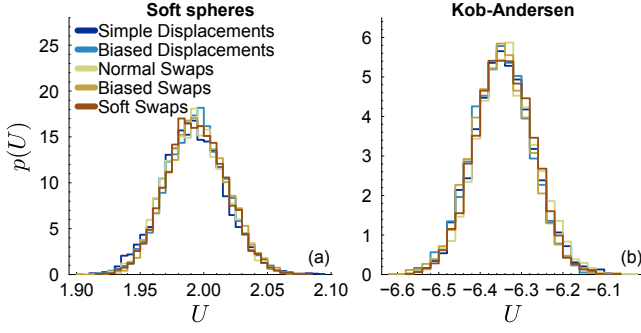 Soft spheres
Simple Displacements
Biased Displacements
Normal Swaps
Biased Swaps
Soft Swaps
25
20
15
10
5
0
p(U)
(a)
1.90 1.95 2.00 2.05 2.10
U
Kob-Andersen
6
5
4
3
2
1
0
(b)
−6.6 −6.5 −6.4 −6.3 −6.2 −6.1
U